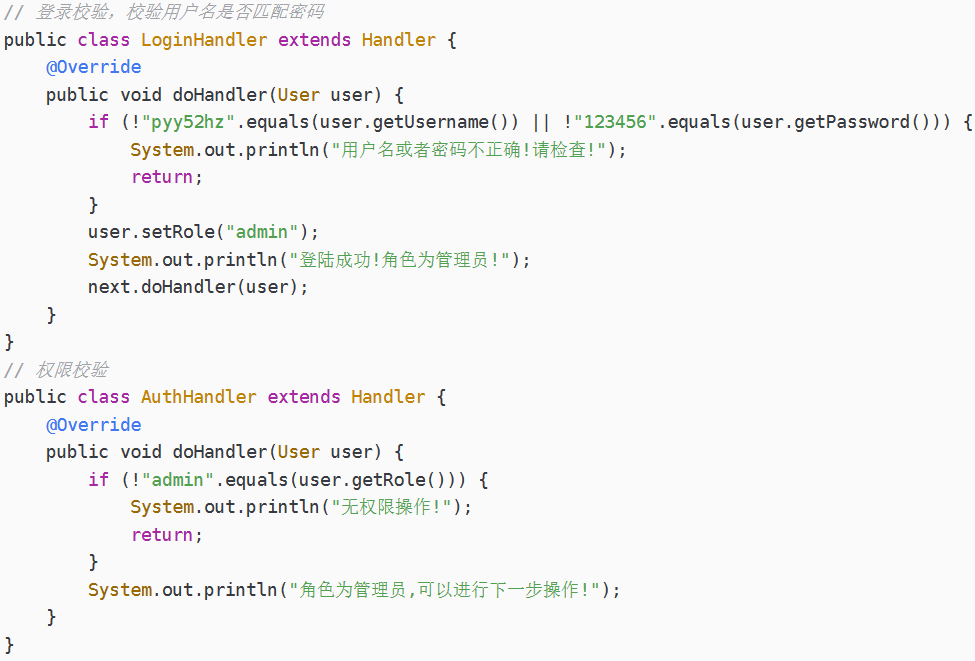 // 登录校验，校验用户名是否匹配密码
public class LoginHandler extends Handler {
    @Override
    public void doHandler(User user) {
        if (!"pyy52hz".equals(user.getUsername()) || !"123456".equals(user.getPassword())) {
            System.out.println("用户名或者密码不正确!请检查!");
            return;
        }
        user.setRole("admin");
        System.out.println("登陆成功!角色为管理员!");
        next.doHandler(user);
    }
}
// 权限校验
public class AuthHandler extends Handler {
    @Override
    public void doHandler(User user) {
        if (!"admin".equals(user.getRole())) {
            System.out.println("无权限操作!");
            return;
        }
        System.out.println("角色为管理员,可以进行下一步操作!");
    }
}